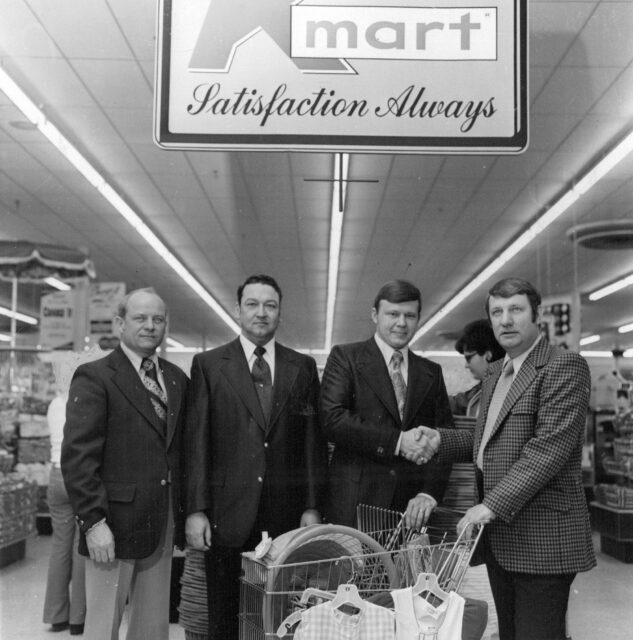 K mart
Satisfaction Always